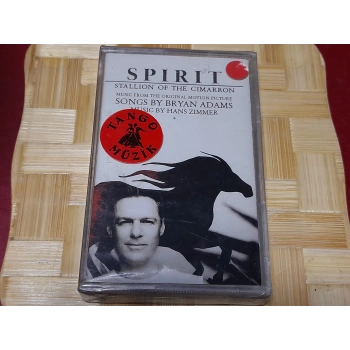 SPIRIT
STALLION OF THE CIMARRON
MUSIC FROM THE ORIGINAL MOTION PICTURE
SONGS BY BRYAN ADAMS
MUSIC BY HANS ZIMMER
TANGO
MÜZİK